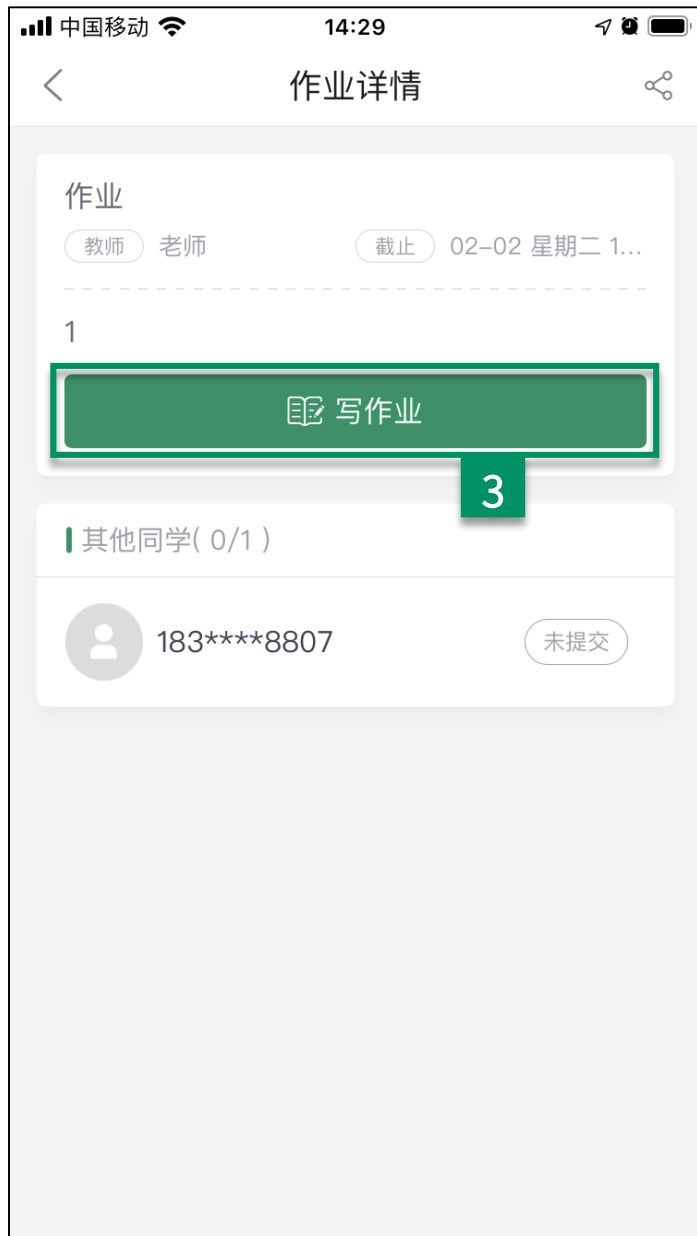 中国移动 14:29
作业详情
作业
教师 老师 截止 02-02 星期二 1...
1
写作业
3
其他同学( 0/1 )
183****8807 未提交